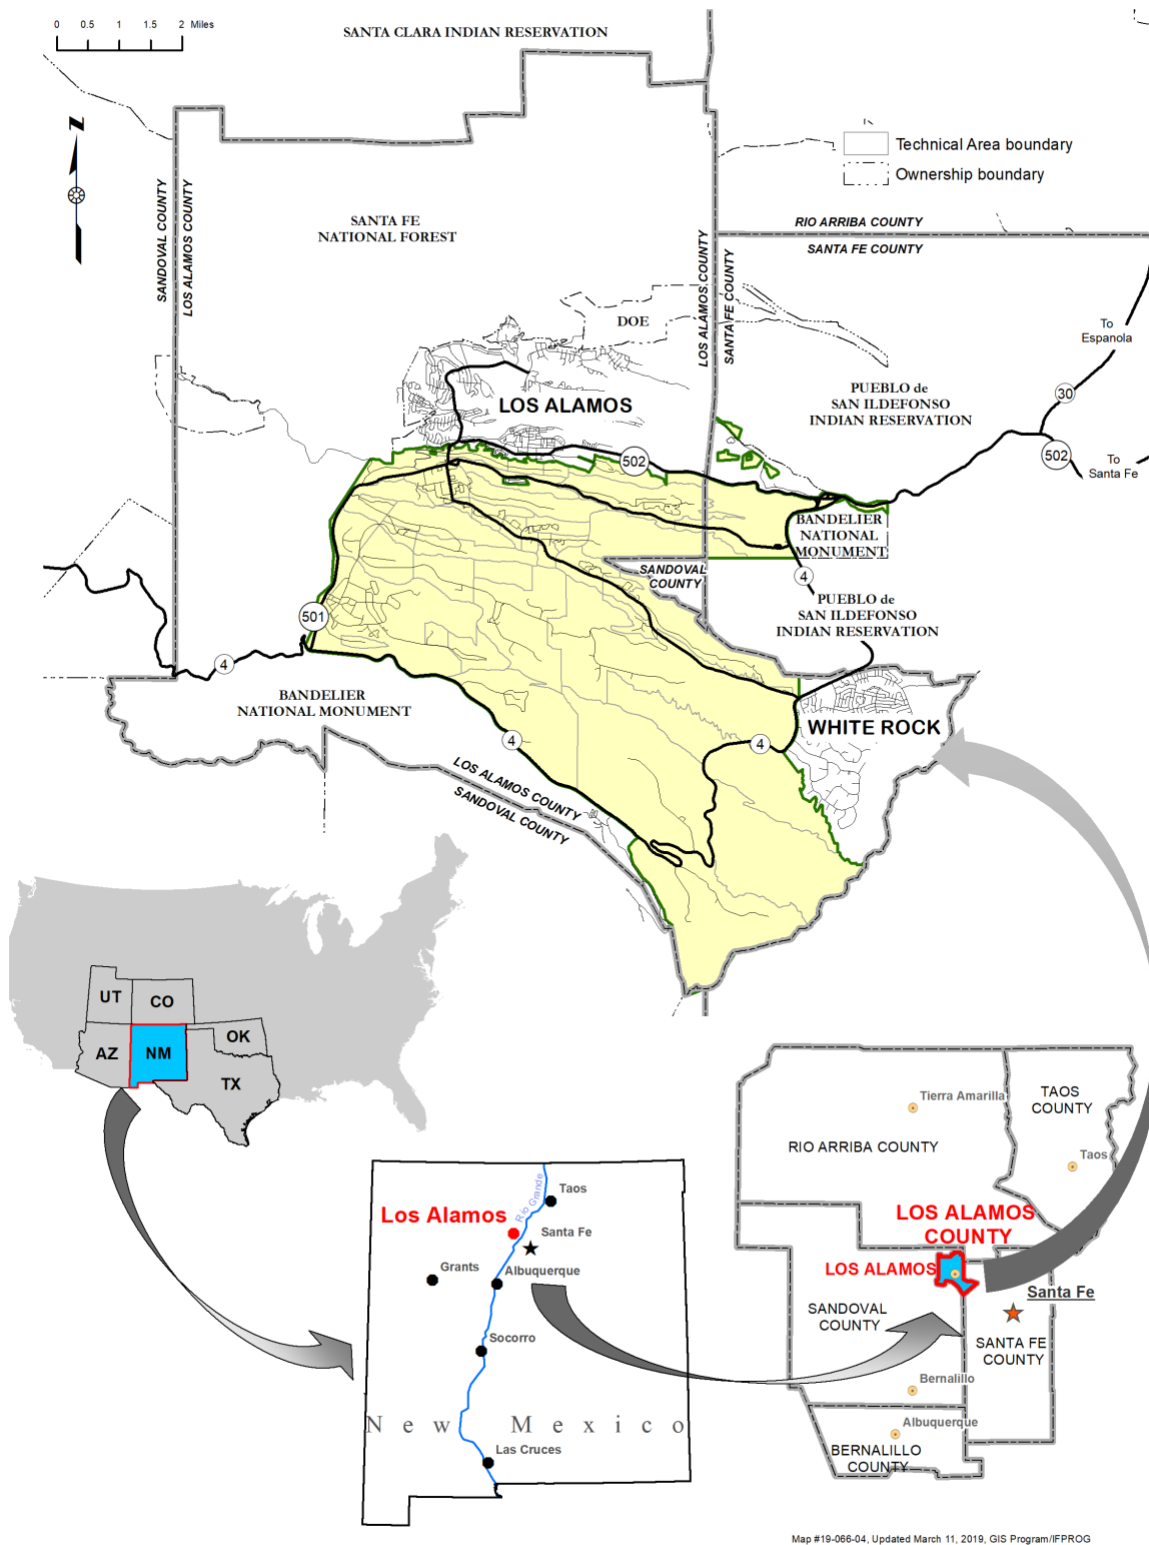 0 0.5 1 1.5 2 Miles
SANTA CLARA INDIAN RESERVATION
Technical Area boundary
Ownership boundary
N
SANDOVAL COUNTY
LOS ALAMOS COUNTY
SANTA FE
NATIONAL FOREST
RIO ARRIBA COUNTY
SANTA FE COUNTY
LOS ALAMOS COUNTY
SANTA FE COUNTY
DOE
To
Espanola
LOS ALAMOS
PUEBLO de
SAN ILDEFONSO
INDIAN RESERVATION
30
502
502
To
Santa Fe
BANDELIER
NATIONAL
MONUMENT
SANDOVAL
COUNTY
4
PUEBLO de
SAN ILDEFONSO
INDIAN RESERVATION
501
4
BANDELIER
NATIONAL MONUMENT
WHITE ROCK
4
4
LOS ALAMOS COUNTY
SANDOVAL COUNTY
UT
CO
AZ
NM
OK
TX
Tierra Amarilla
TAOS
COUNTY
RIO ARRIBA COUNTY
Taos
LOS ALAMOS
COUNTY
LOS ALAMOS
Santa Fe
SANDOVAL
COUNTY
SANTA FE
COUNTY
Bernalillo
Albuquerque
BERNALILLO
COUNTY
Rio Grande
Taos
Los Alamos
Santa Fe
Grants
Albuquerque
Socorro
New Mexico
Las Cruces
Map #19-066-04, Updated March 11, 2019, GIS Program/IFPROG